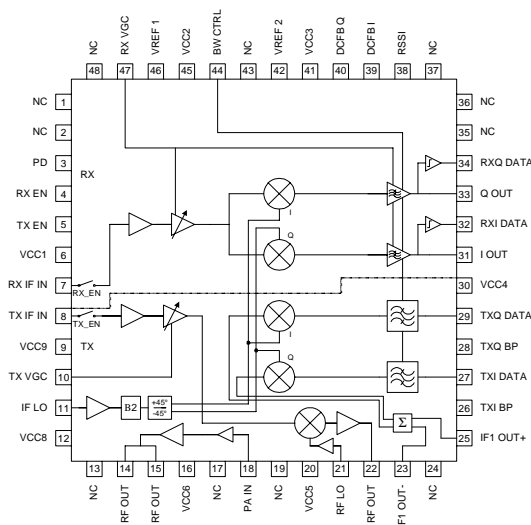 NC
RX VGC
VREF 1
VCC2
BW CTRL
NC
VREF 2
VCC3
DCFB Q
DCFB I
RSSI
NC
48
47
46
45
44
43
42
41
40
39
38
37
NC 1
NC 2
PD 3
RX EN 4
TX EN 5
VCC1 6
RX IF IN 7
TX IF IN 8
VCC9 9
TX VGC 10
IF LO 11
VCC8 12
RX
RX_EN
TX_EN
TX
B2
+45°
-45°
I
Q
I
Q
Σ
36 NC
35 NC
34 RXQ DATA
33 Q OUT
32 RXI DATA
31 I OUT
30 VCC4
29 TXQ DATA
28 TXQ BP
27 TXI DATA
26 TXI BP
25 IF1 OUT+
13
14
15
16
17
18
19
20
21
22
23
24
NC
RF OUT
RF OUT
VCC6
NC
PA IN
NC
VCC5
RF LO
RF OUT
F1 OUT-
NC